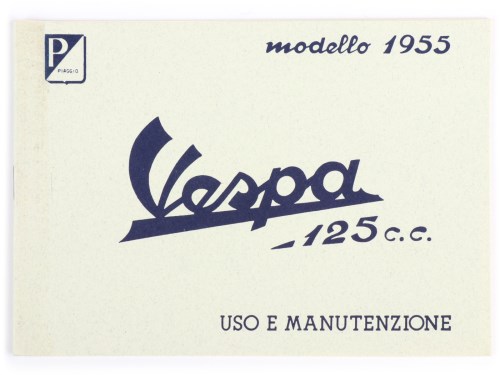 P
PIAGGIO
modello 1955
Vespa
125 c.c.
USO E MANUTENZIONE